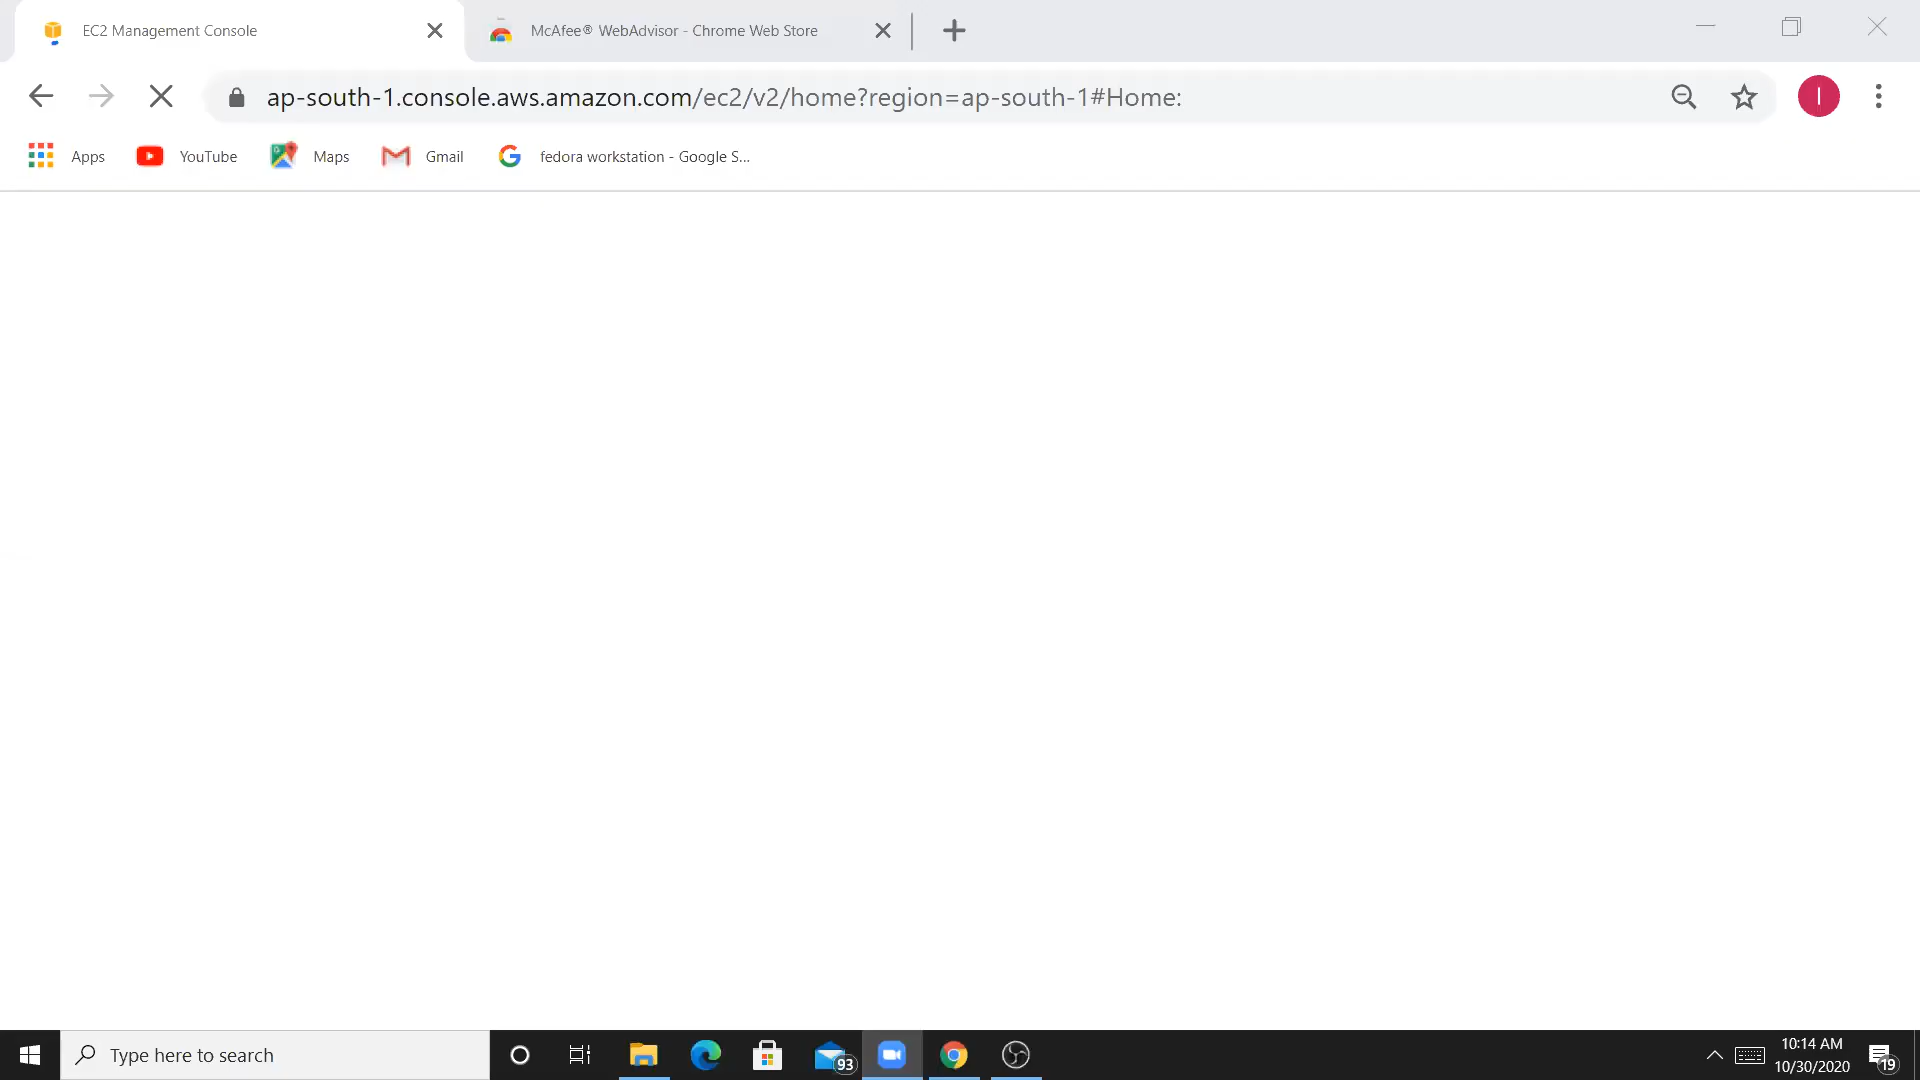 EC2 Management Console
McAfee® WebAdvisor - Chrome Web Store
ap-south-1.console.aws.amazon.com/ec2/v2/home?region=ap-south-1#Home:
I
Apps
YouTube
Maps
Gmail
fedora workstation - Google S...
Type here to search
93
10:14 AM
10/30/2020
19